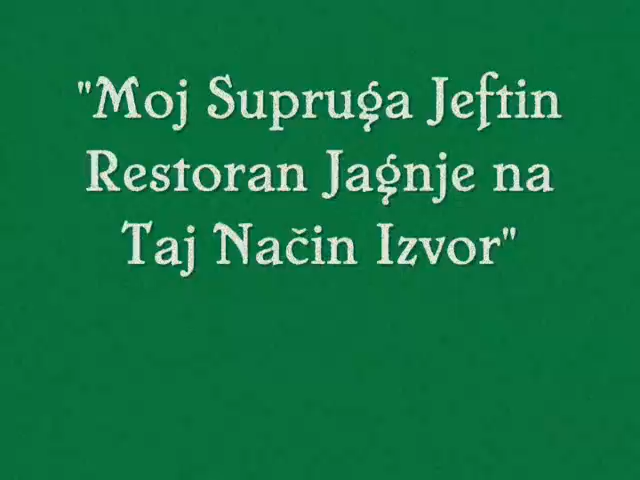 "Moj Supruga Jeftin
Restoran Jagnje na
Taj Način Izvor"